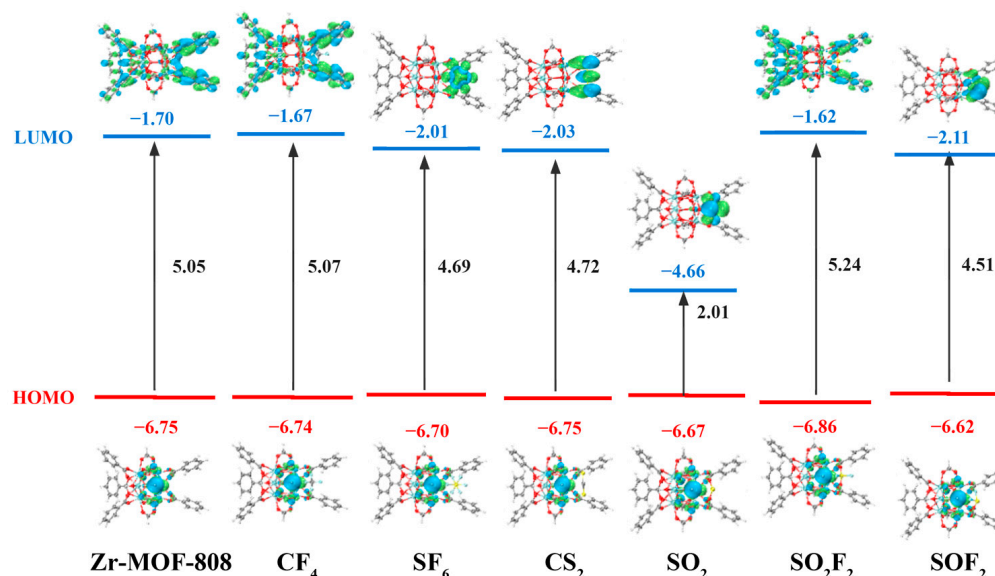 −1.70 −1.67 −2.01 −2.03 −1.62 −2.11
LUMO
−4.66
5.05 5.07 4.69 4.72 2.01 5.24 4.51
HOMO
−6.75 −6.74 −6.70 −6.75 −6.67 −6.86 −6.62
Zr-MOF-808 CF₄ SF₆ CS₂ SO₂ SO₂F₂ SOF₂